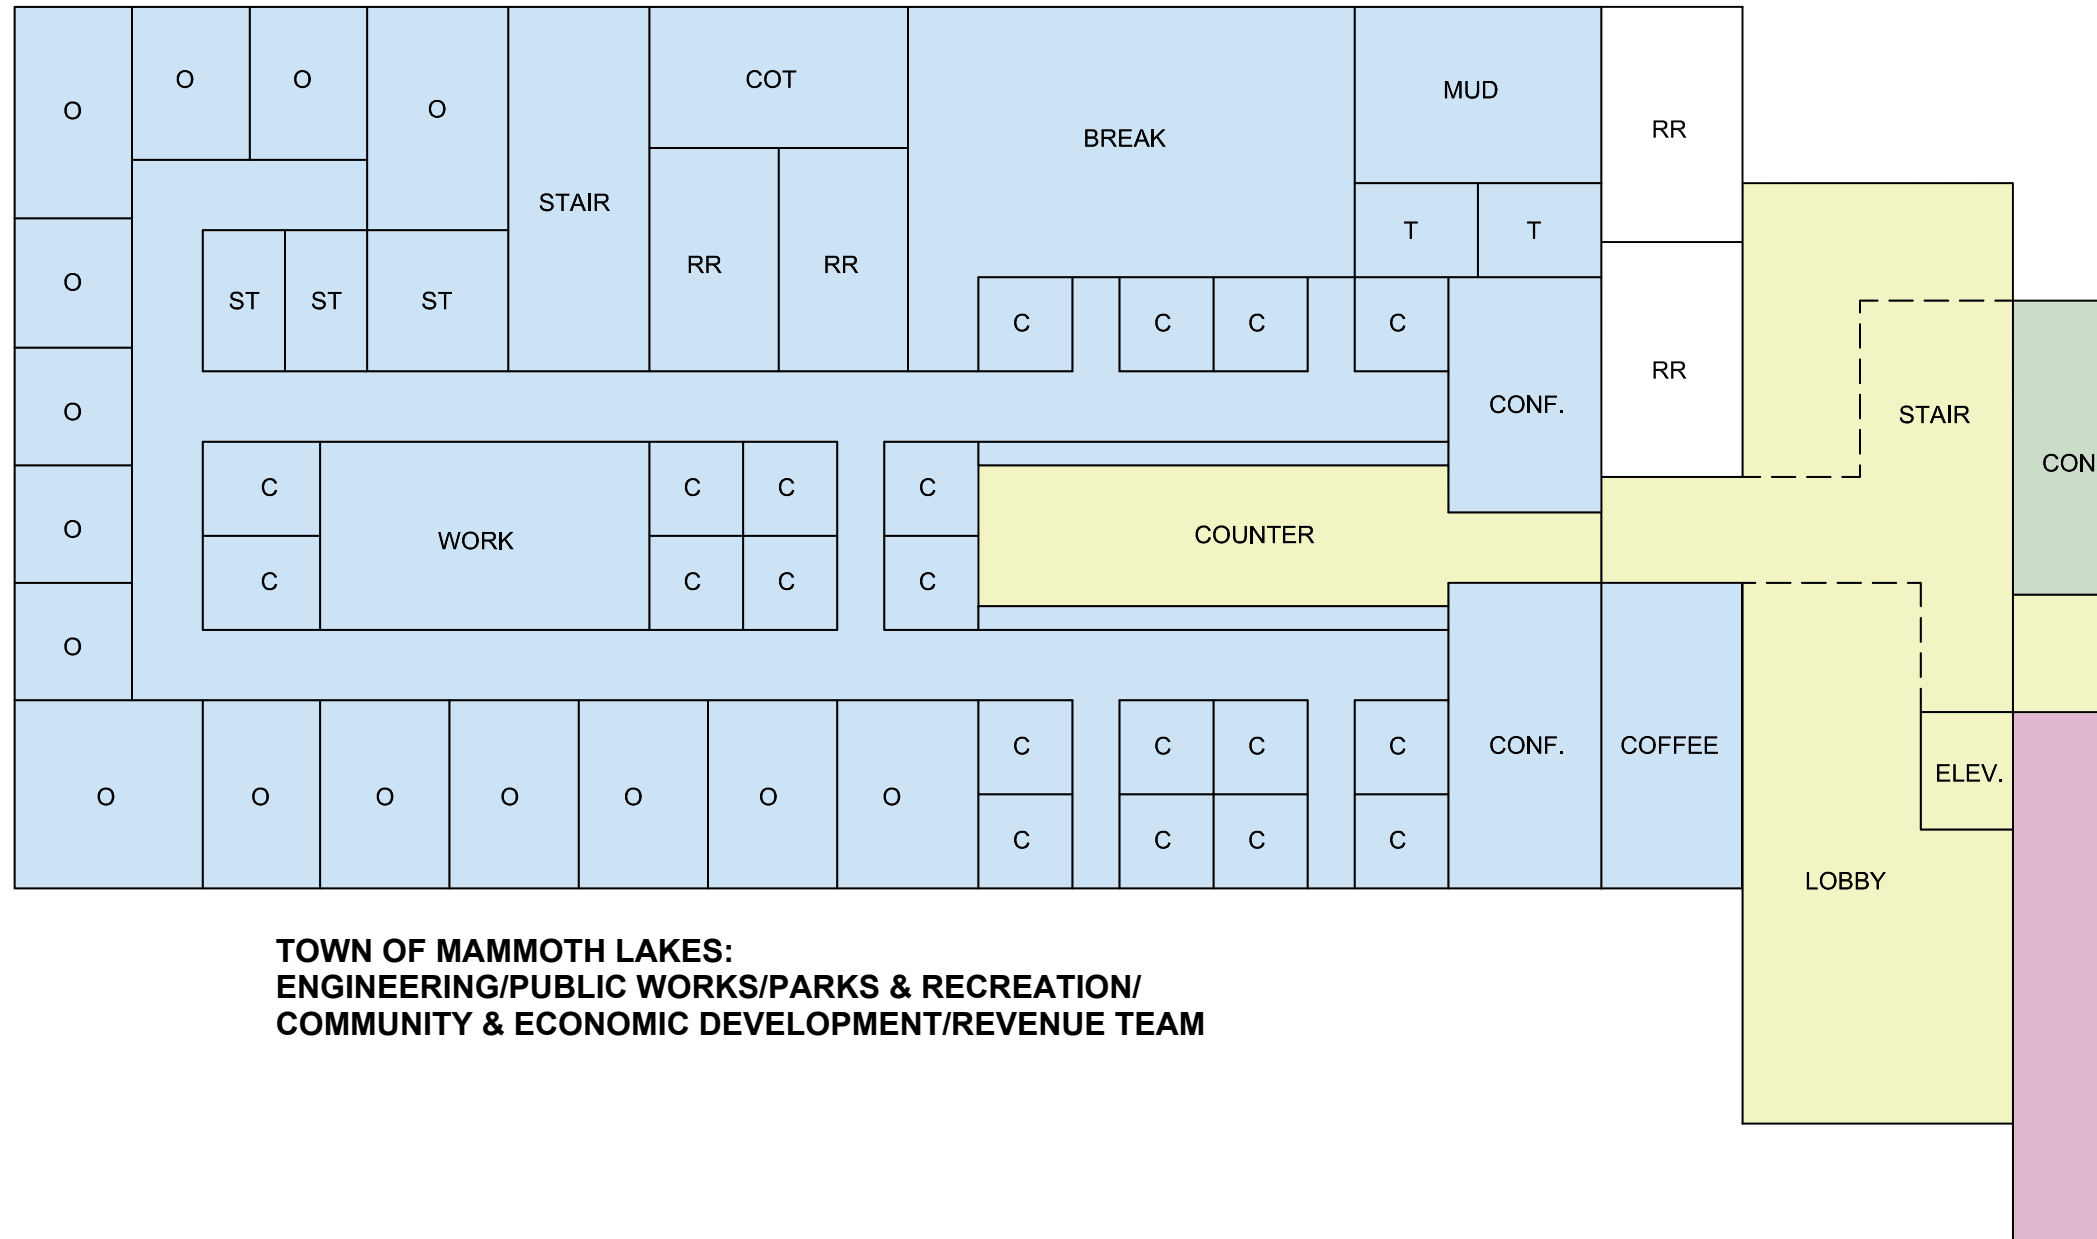 O O O O STAIR COT BREAK MUD RR
O RR RR T T
ST ST ST C C C C CONF. RR STAIR
O
C WORK C C C COUNTER CON
O
C C C C
O
O O O O O O O C C C C CONF. COFFEE ELEV.
C C C C LOBBY
TOWN OF MAMMOTH LAKES:
ENGINEERING/PUBLIC WORKS/PARKS & RECREATION/
COMMUNITY & ECONOMIC DEVELOPMENT/REVENUE TEAM